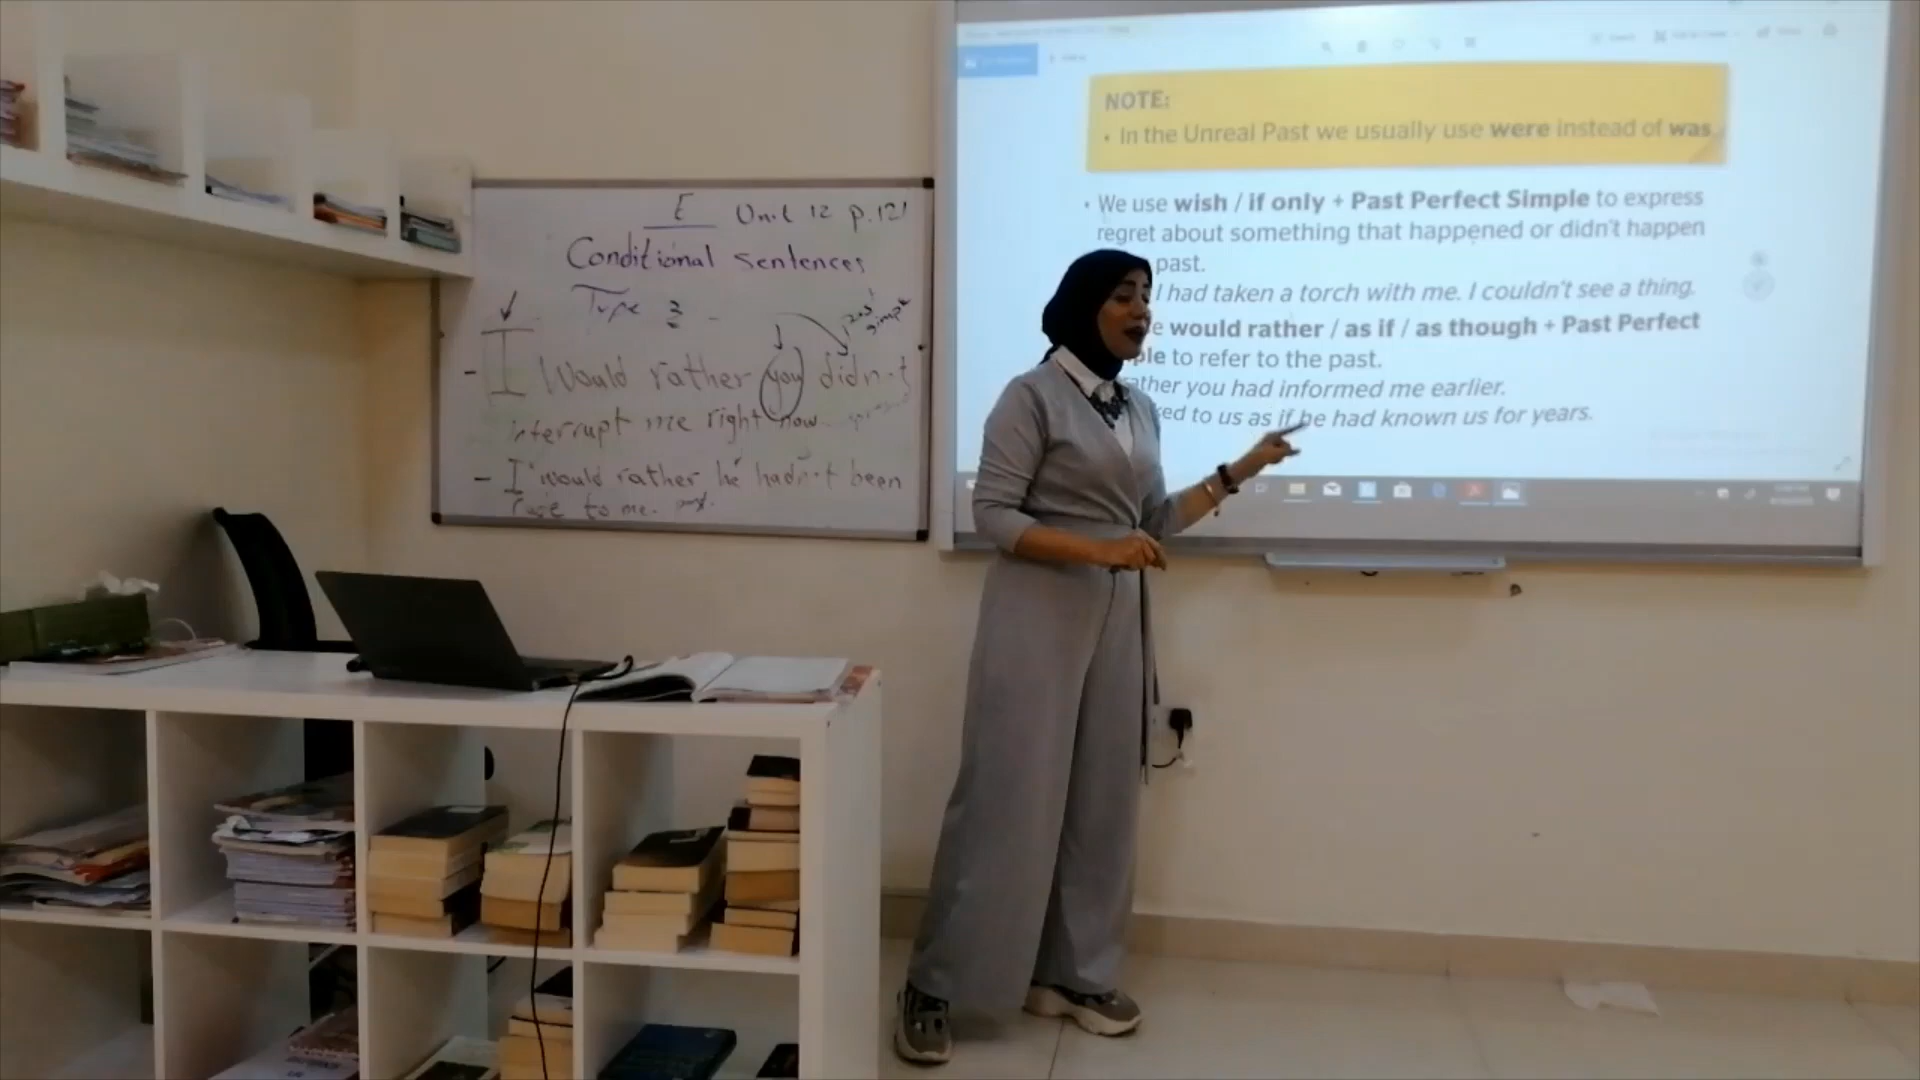 E Unit 12 p.121
Conditional Sentences
Type 3
past simple
- I Would rather you didn't
interrupt me right now.
- I would rather he hadn't been
rude to me. past.
NOTE:
• In the Unreal Past we usually use were instead of was.
• We use wish / if only + Past Perfect Simple to express
regret about something that happened or didn't happen
past.
I had taken a torch with me. I couldn't see a thing.
would rather / as if / as though + Past Perfect
to refer to the past.
you had informed me earlier.
to us as if he had known us for years.